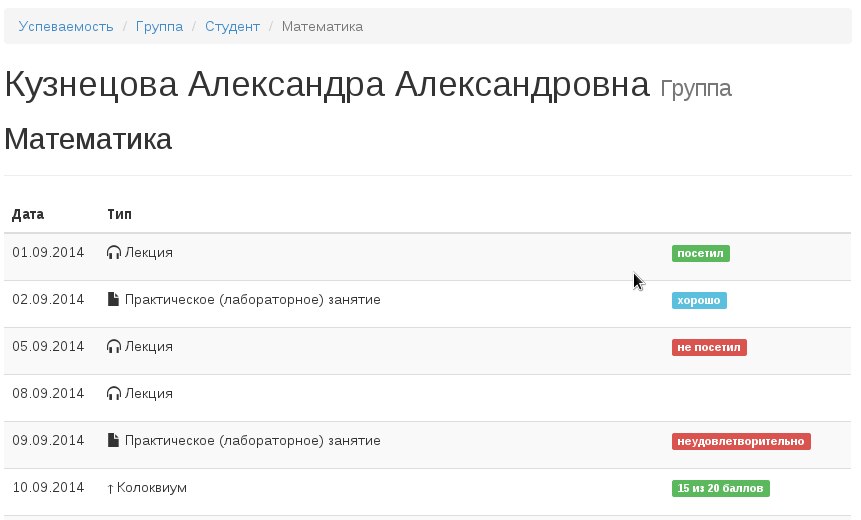 Успеваемость / Группа / Студент / Математика
Кузнецова Александра Александровна Группа
Математика
Дата Тип
01.09.2014 Лекция посетил
02.09.2014 Практическое (лабораторное) занятие хорошо
05.09.2014 Лекция не посетил
08.09.2014 Лекция
09.09.2014 Практическое (лабораторное) занятие неудовлетворительно
10.09.2014 ↑ Коллоквиум 15 из 20 баллов